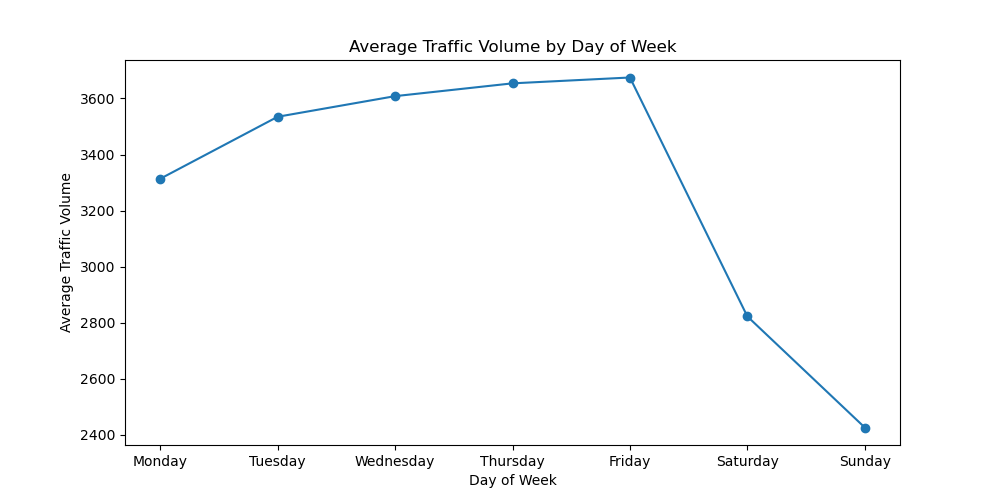 Average Traffic Volume by Day of Week
Average Traffic Volume
3600
3400
3200
3000
2800
2600
2400
Monday Tuesday Wednesday Thursday Friday Saturday Sunday
Day of Week